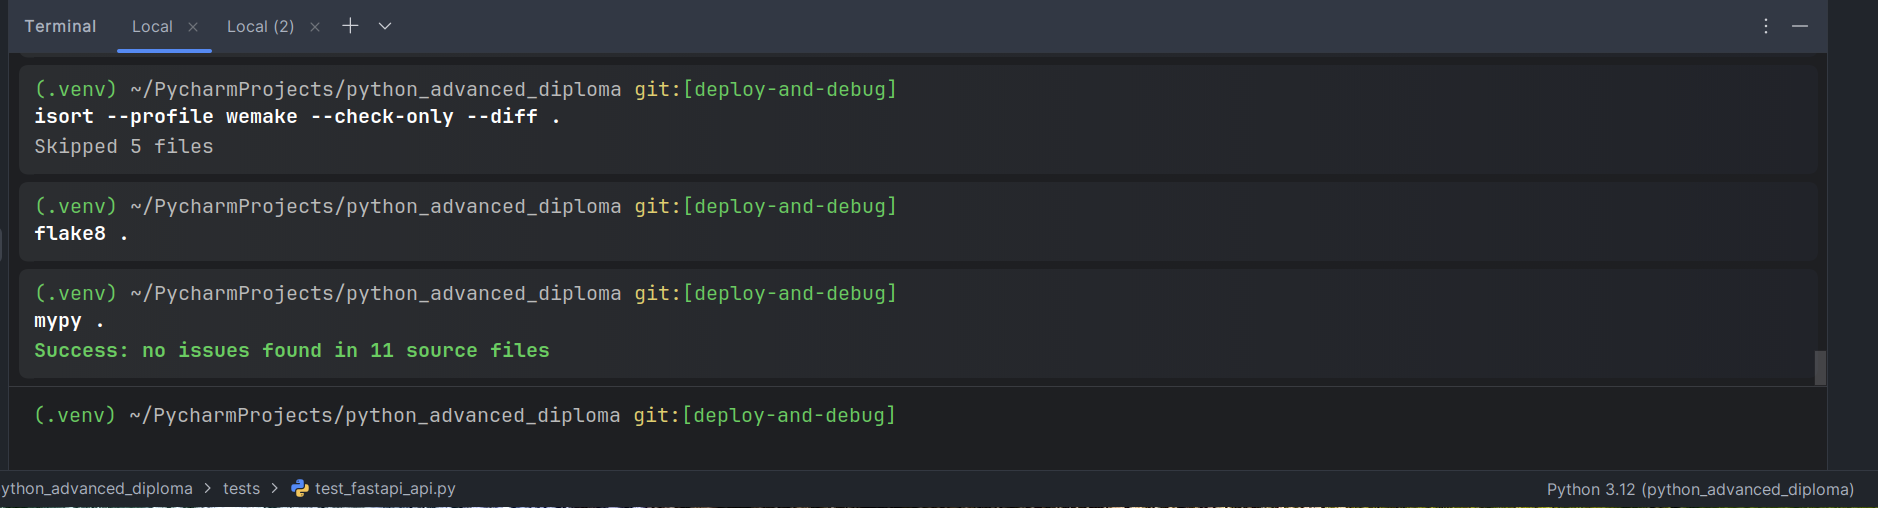 Terminal Local × Local (2) × +
(.venv) ~/PycharmProjects/python_advanced_diploma git:[deploy-and-debug]
isort --profile wemake --check-only --diff .
Skipped 5 files
(.venv) ~/PycharmProjects/python_advanced_diploma git:[deploy-and-debug]
flake8 .
(.venv) ~/PycharmProjects/python_advanced_diploma git:[deploy-and-debug]
mypy .
Success: no issues found in 11 source files
(.venv) ~/PycharmProjects/python_advanced_diploma git:[deploy-and-debug]
ython_advanced_diploma > tests > test_fastapi_api.py Python 3.12 (python_advanced_diploma)